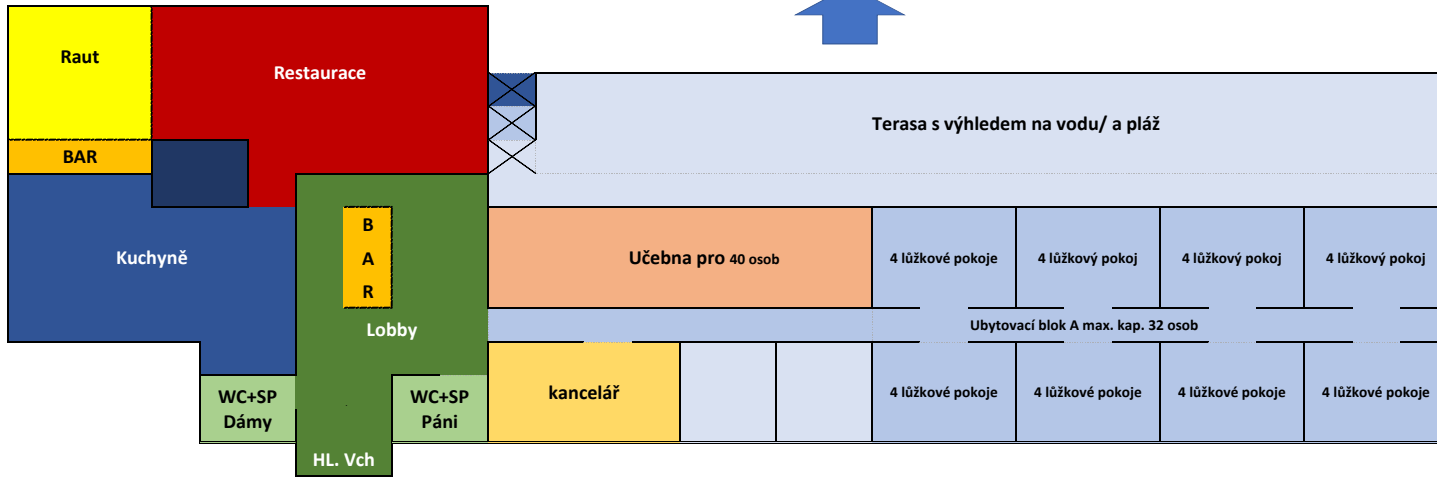 Raut
Restaurace
Terasa s výhledem na vodu/ a pláž
BAR
Kuchyně
B
A
R
Lobby
Učebna pro 40 osob
4 lůžkové pokoje
4 lůžkový pokoj
4 lůžkový pokoj
4 lůžkový pokoj
Ubytovací blok A max. kap. 32 osob
WC+SP
Dámy
WC+SP
Páni
kancelář
4 lůžkové pokoje
4 lůžkové pokoje
4 lůžkové pokoje
4 lůžkové pokoje
HL. Vch